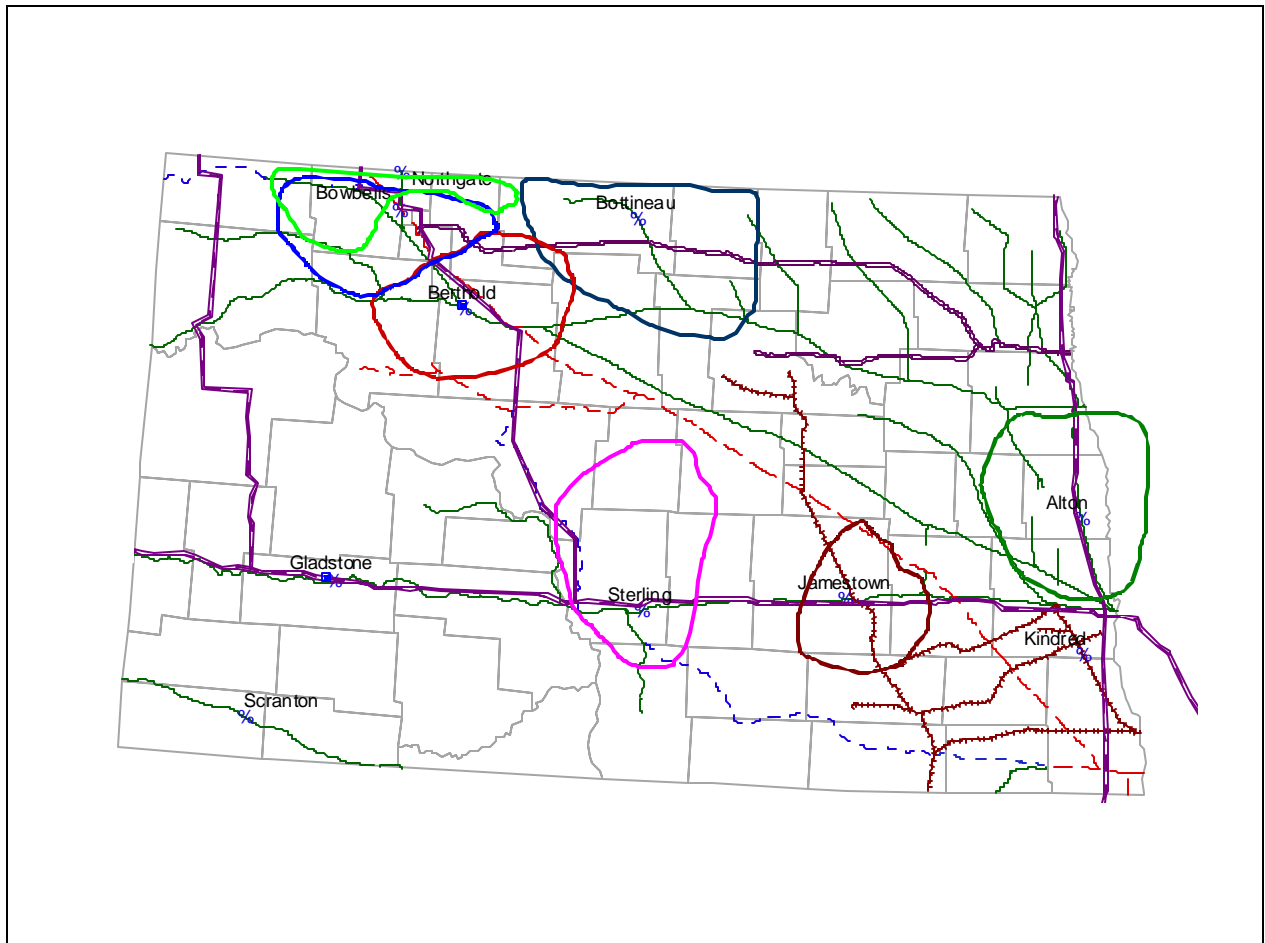 Northgate
Bowbells
Bottineau
Berthold
Alton
Gladstone
Jamestown
Sterling
Kindred
Scranton